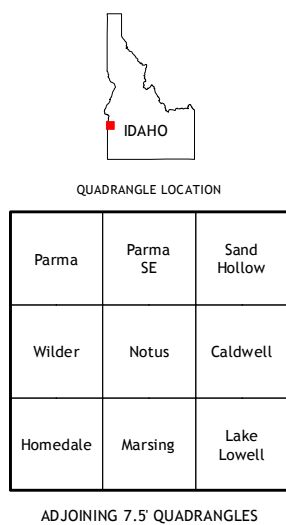 IDAHO
QUADRANGLE LOCATION
Parma
Parma
SE
Sand
Hollow
Wilder
Notus
Caldwell
Homedale
Marsing
Lake
Lowell
ADJOINING 7.5' QUADRANGLES